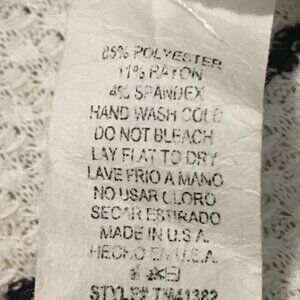 85% POLYESTER
11% RAYON
4% SPANDEX
HAND WASH COLD
DO NOT BLEACH
LAY FLAT TO DRY
LAVE FRIO A MANO
NO USAR CLORO
SECAR ESTIRADO
MADE IN U.S.A.
HECHO EN U.S.A.
STYLE#